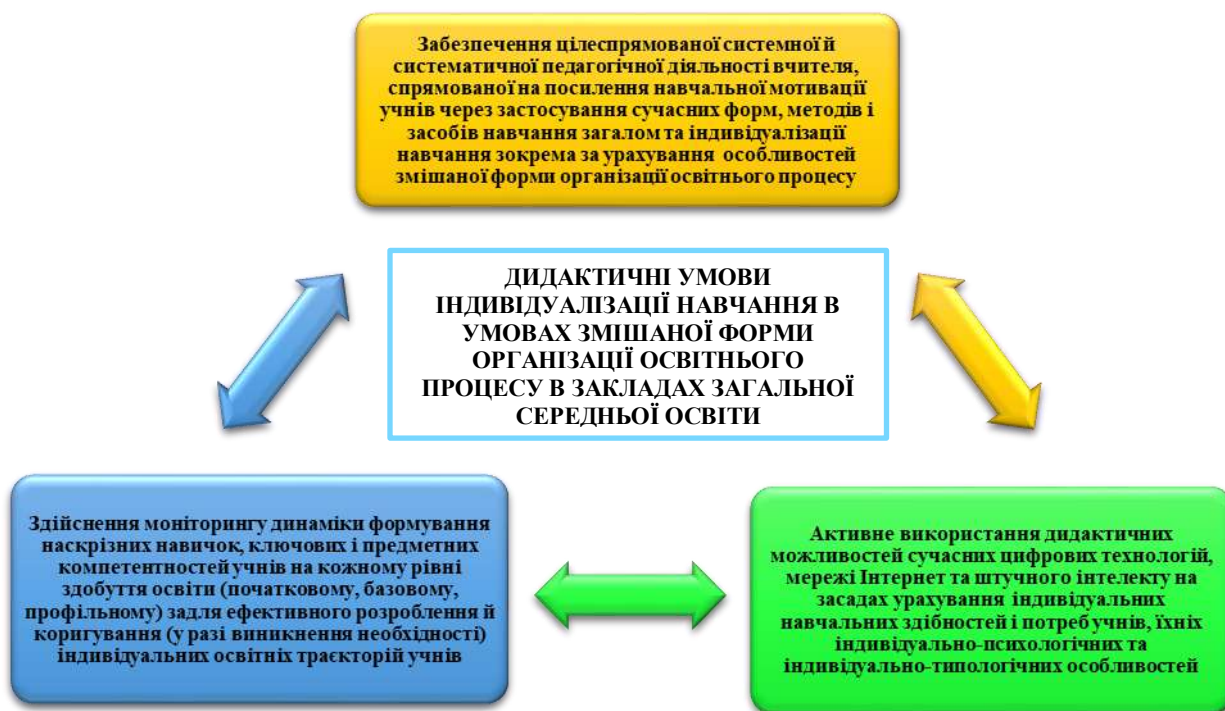 Забезпечення цілеспрямованої системної й
систематичної педагогічної діяльності вчителя,
спрямованої на посилення навчальної мотивації
учнів через застосування сучасних форм, методів і
засобів навчання загалом та індивідуалізації
навчання зокрема за урахування особливостей
змішаної форми організації освітнього процесу
ДИДАКТИЧНІ УМОВИ
ІНДИВІДУАЛІЗАЦІЇ НАВЧАННЯ В
УМОВАХ ЗМІШАНОЇ ФОРМИ
ОРГАНІЗАЦІЇ ОСВІТНЬОГО
ПРОЦЕСУ В ЗАКЛАДАХ ЗАГАЛЬНОЇ
СЕРЕДНЬОЇ ОСВІТИ
Здійснення моніторингу динаміки формування
наскрізних навичок, ключових і предметних
компетентностей учнів на кожному рівні
здобуття освіти (початковому, базовому,
профільному) задля ефективного розроблення й
коригування (у разі виникнення необхідності)
індивідуальних освітніх траєкторій учнів
Активне використання дидактичних
можливостей сучасних цифрових технологій,
мережі Інтернет та штучного інтелекту на
засадах урахування індивідуальних
навчальних здібностей і потреб учнів, їхніх
індивідуально-психологічних та
індивідуально-типологічних особливостей